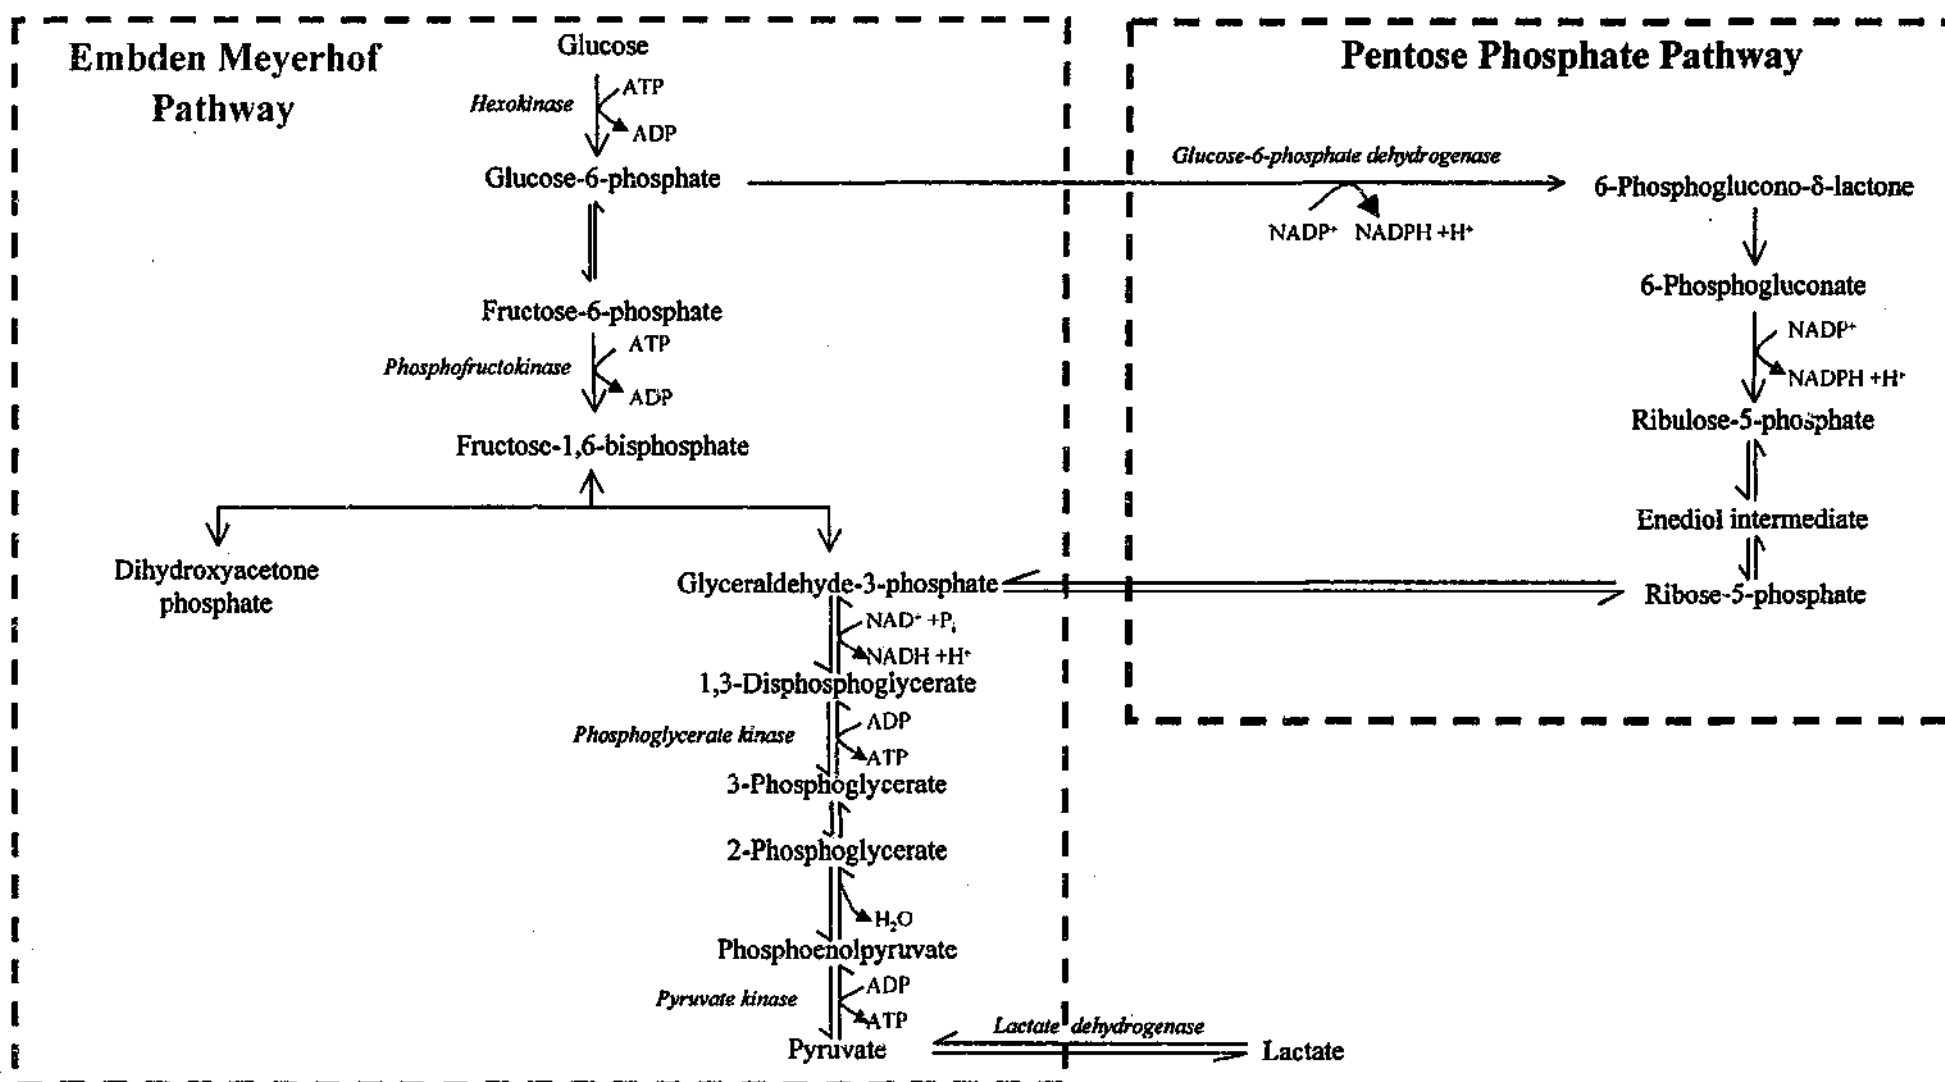 Embden Meyerhof
Pathway
Glucose
Hexokinase
ATP
ADP
Glucose-6-phosphate
Fructose-6-phosphate
Phosphofructokinase
ATP
ADP
Fructose-1,6-bisphosphate
Dihydroxyacetone
phosphate
Glyceraldehyde-3-phosphate
NAD⁺ +Pᵢ
NADH +H⁺
1,3-Disphosphoglycerate
Phosphoglycerate kinase
ADP
ATP
3-Phosphoglycerate
2-Phosphoglycerate
H₂O
Phosphoenolpyruvate
Pyruvate kinase
ADP
ATP
Pyruvate
Lactate dehydrogenase
Lactate
Pentose Phosphate Pathway
Glucose-6-phosphate dehydrogenase
NADP⁺ NADPH +H⁺
6-Phosphoglucono-δ-lactone
6-Phosphogluconate
NADP⁺
NADPH +H⁺
Ribulose-5-phosphate
Enediol intermediate
Ribose-5-phosphate